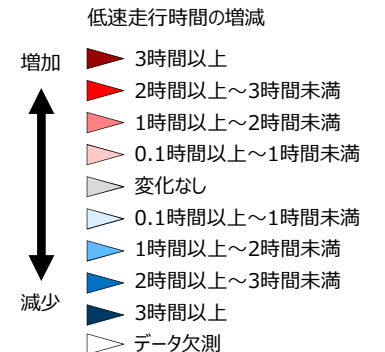 低速走行時間の増減
増加
3時間以上
2時間以上～3時間未満
1時間以上～2時間未満
0.1時間以上～1時間未満
変化なし
0.1時間以上～1時間未満
1時間以上～2時間未満
2時間以上～3時間未満
減少
3時間以上
データ欠測